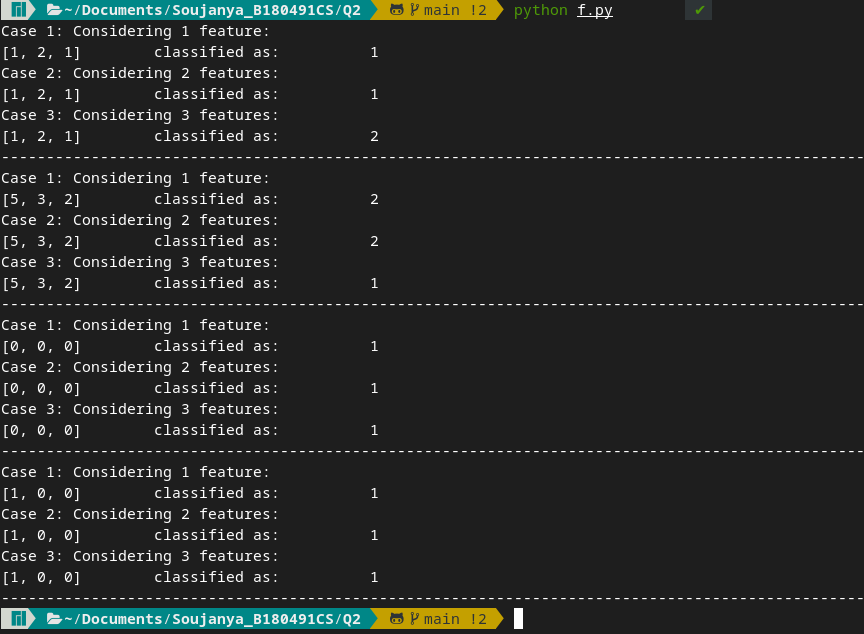 ~/Documents/Soujanya_B180491CS/Q2 main !2 python f.py ✔
Case 1: Considering 1 feature:
[1, 2, 1] classified as: 1
Case 2: Considering 2 features:
[1, 2, 1] classified as: 1
Case 3: Considering 3 features:
[1, 2, 1] classified as: 2
------------------------------------------------------------------------------------------------
Case 1: Considering 1 feature:
[5, 3, 2] classified as: 2
Case 2: Considering 2 features:
[5, 3, 2] classified as: 2
Case 3: Considering 3 features:
[5, 3, 2] classified as: 1
------------------------------------------------------------------------------------------------
Case 1: Considering 1 feature:
[0, 0, 0] classified as: 1
Case 2: Considering 2 features:
[0, 0, 0] classified as: 1
Case 3: Considering 3 features:
[0, 0, 0] classified as: 1
------------------------------------------------------------------------------------------------
Case 1: Considering 1 feature:
[1, 0, 0] classified as: 1
Case 2: Considering 2 features:
[1, 0, 0] classified as: 1
Case 3: Considering 3 features:
[1, 0, 0] classified as: 1
------------------------------------------------------------------------------------------------
~/Documents/Soujanya_B180491CS/Q2 main !2